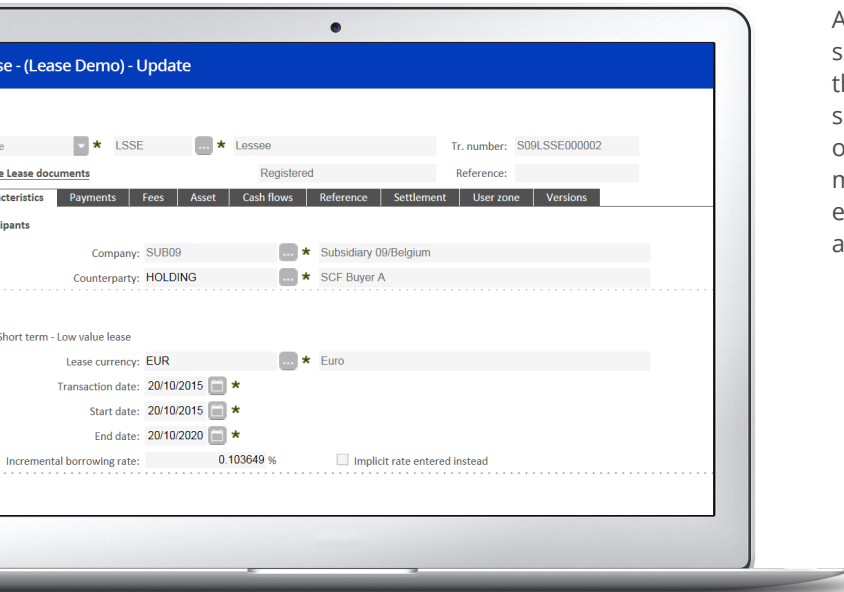 se - (Lease Demo) - Update
e * LSSE ... * Lessee Tr. number: S09LSSE000002
e Lease documents Registered Reference:
cteristics Payments Fees Asset Cash flows Reference Settlement User zone Versions
ipants
Company: SUB09 ... * Subsidiary 09/Belgium
Counterparty: HOLDING ... * SCF Buyer A
Short term - Low value lease
Lease currency: EUR ... * Euro
Transaction date: 20/10/2015 *
Start date: 20/10/2015 *
End date: 20/10/2020 *
Incremental borrowing rate: 0.103649 % Implicit rate entered instead
A
s
th
s
o
m
e
a